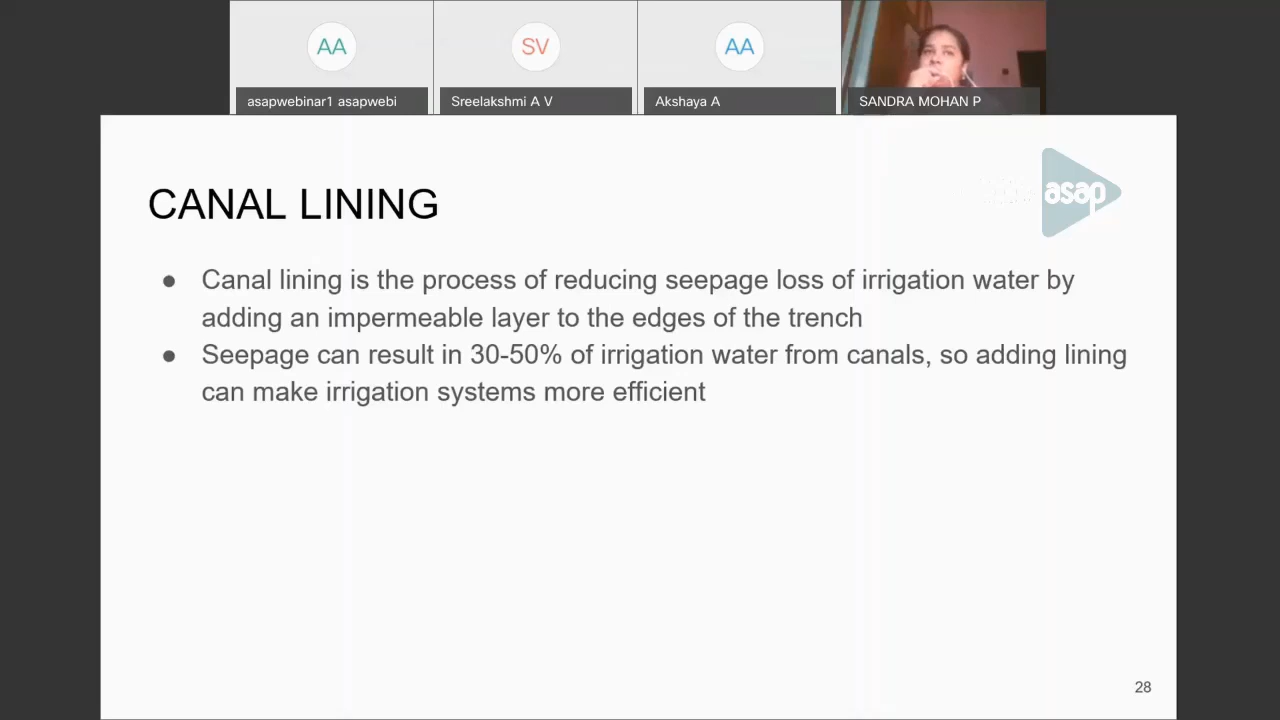 AA
SV
AA
asapwebinar1 asapwebi
Sreelakshmi A V
Akshaya A
SANDRA MOHAN P
asap
CANAL LINING
● Canal lining is the process of reducing seepage loss of irrigation water by
adding an impermeable layer to the edges of the trench
● Seepage can result in 30-50% of irrigation water from canals, so adding lining
can make irrigation systems more efficient
28